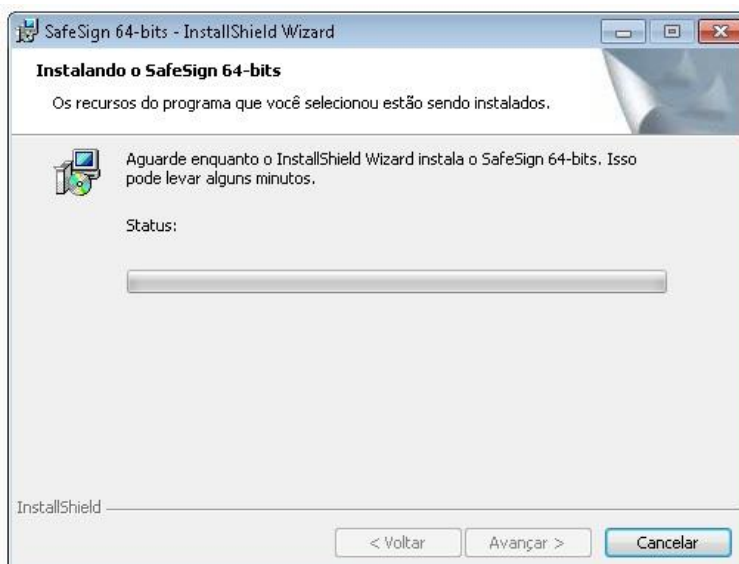 SafeSign 64-bits - InstallShield Wizard
Instalando o SafeSign 64-bits
Os recursos do programa que você selecionou estão sendo instalados.
Aguarde enquanto o InstallShield Wizard instala o SafeSign 64-bits. Isso
pode levar alguns minutos.
Status:
InstallShield
< Voltar
Avançar >
Cancelar